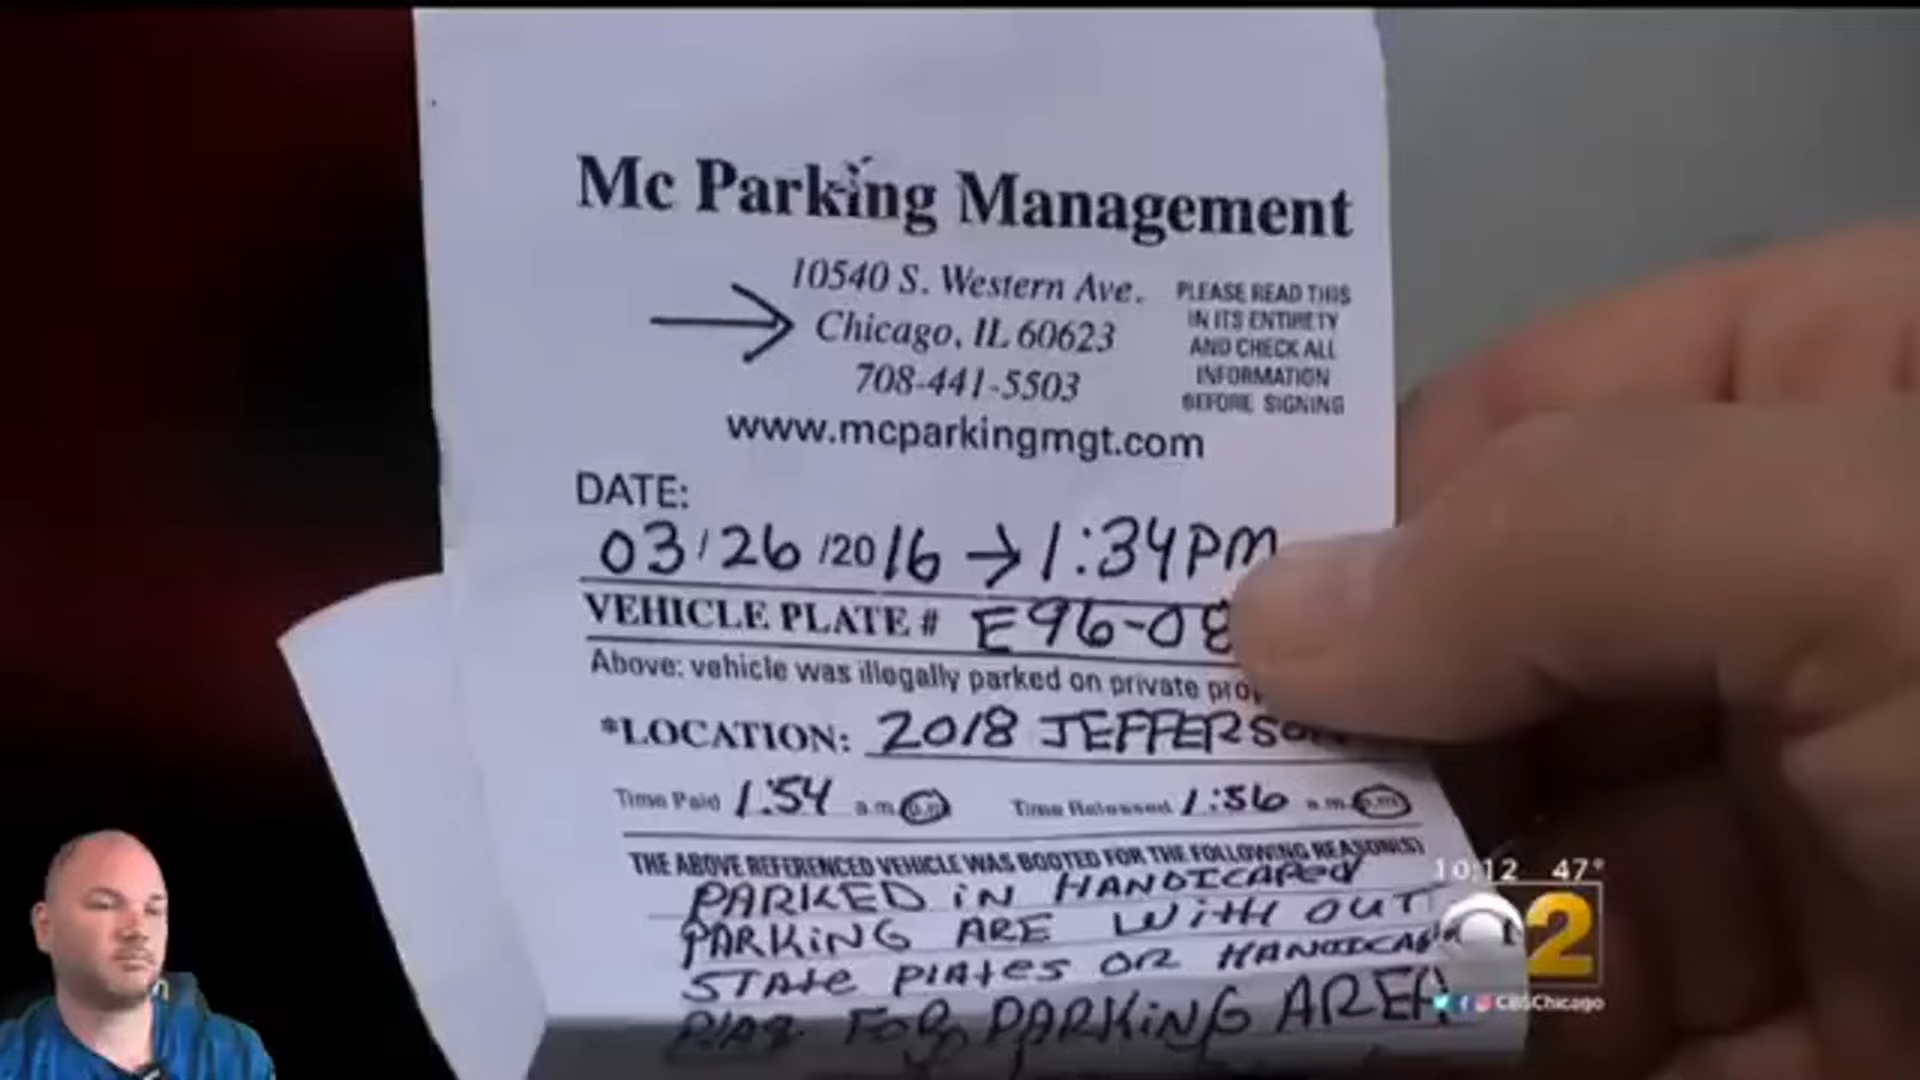 Mc Parking Management
10540 S. Western Ave.
Chicago, IL 60623
708-441-5503
www.mcparkingmgt.com
PLEASE READ THIS
IN ITS ENTIRETY
AND CHECK ALL
INFORMATION
BEFORE SIGNING
DATE:
03/26/2016 → 1:34PM
VEHICLE PLATE # E96-08
Above: vehicle was illegally parked on private
*LOCATION: 2018 JEFFERSON
Time Paid 1:54 a.m. p.m Time Released 1:56 a.m. p.m
THE ABOVE REFERENCED VEHICLE WAS BOOTED FOR THE FOLLOWING REASON(S)
PARKED IN HANDICAPED
PARKING ARE WITH OUT
STATE PLATES OR
FOR PARKING AREA
10:12 47°
2
CBSChicago